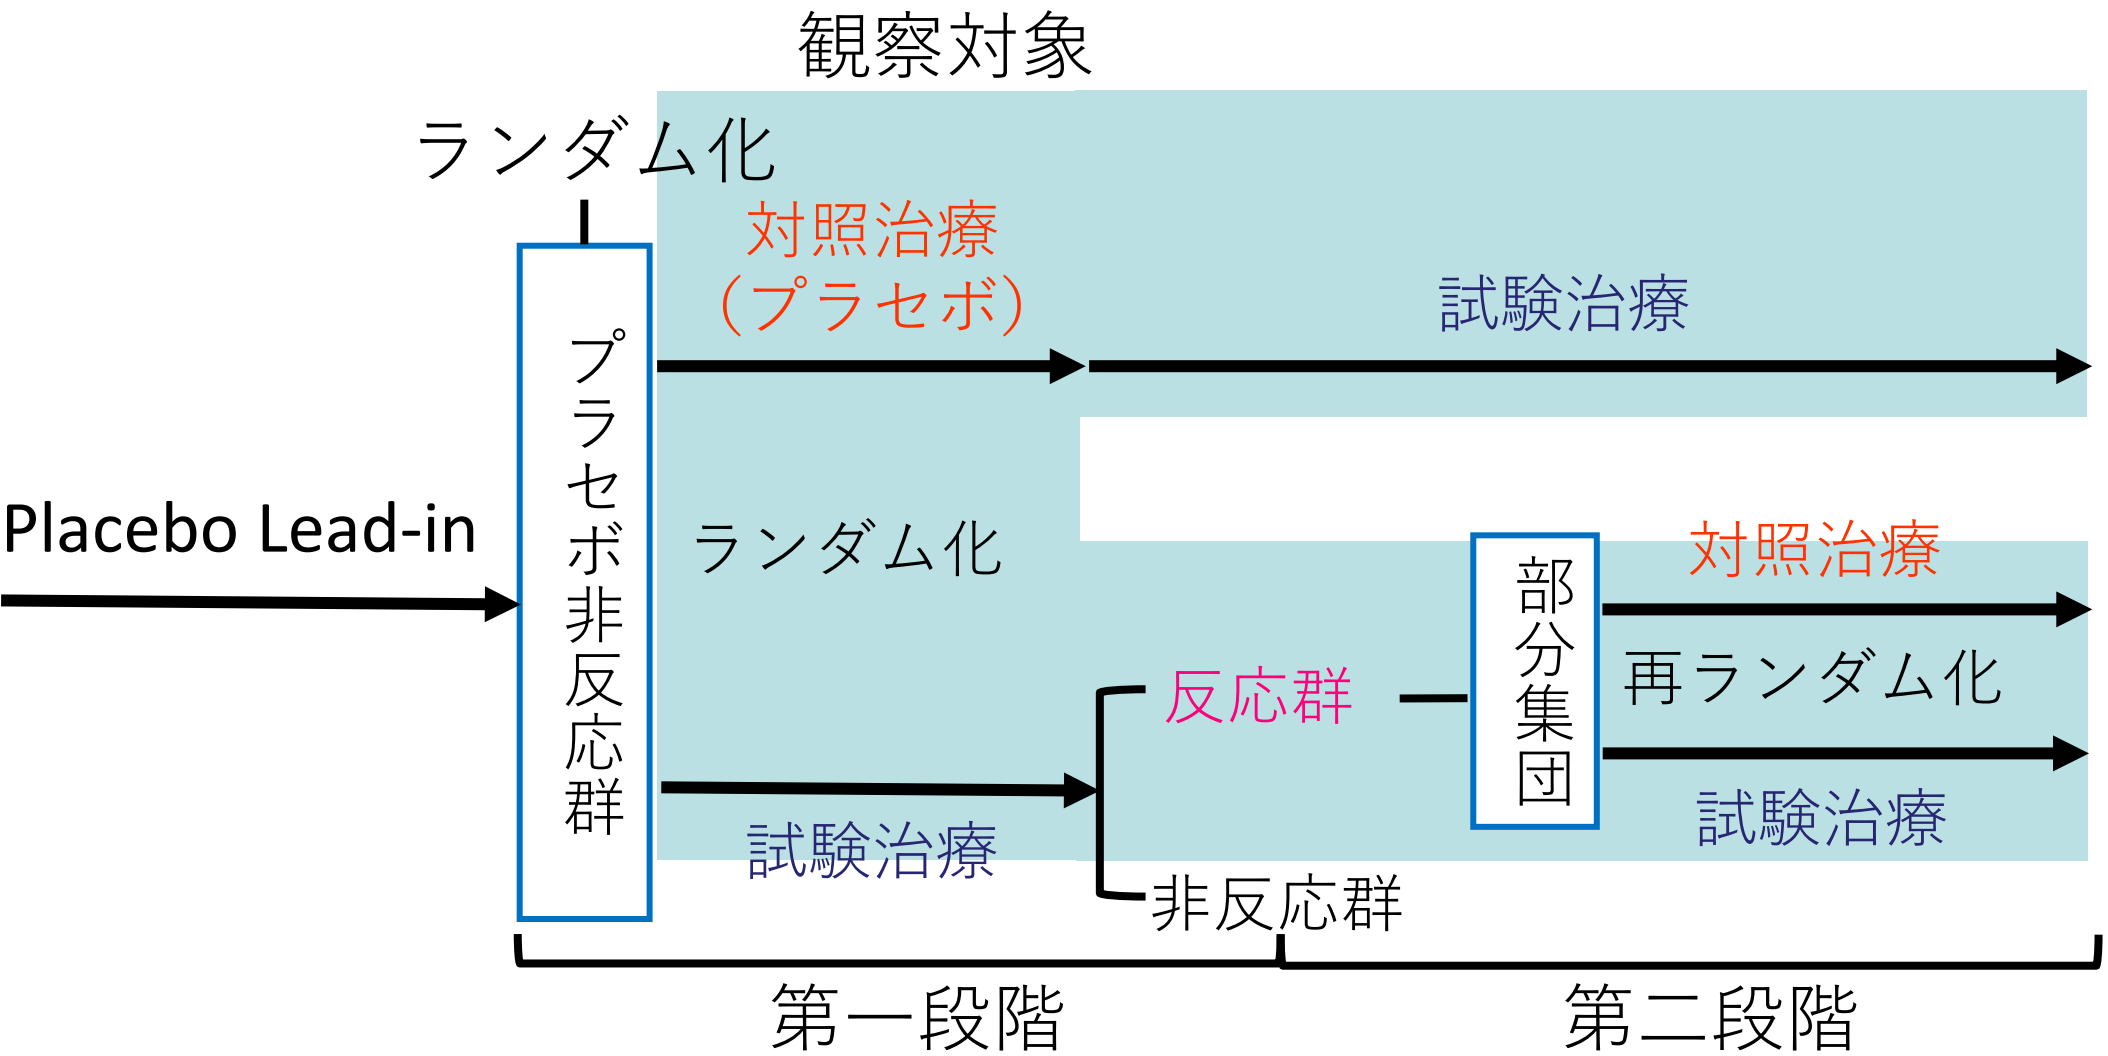 観察対象
ランダム化
対照治療
（プラセボ）
試験治療
Placebo Lead-in
プラセボ非反応群
ランダム化
試験治療
反応群
非反応群
部分集団
対照治療
再ランダム化
試験治療
第一段階
第二段階